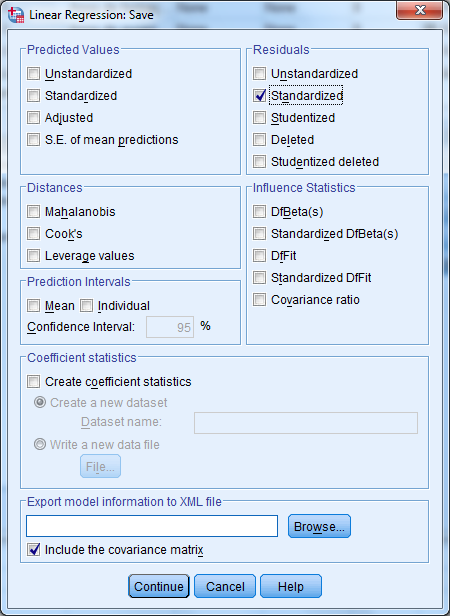 Linear Regression: Save
Predicted Values
Unstandardized
Standardized
Adjusted
S.E. of mean predictions
Residuals
Unstandardized
Standardized
Studentized
Deleted
Studentized deleted
Distances
Mahalanobis
Cook's
Leverage values
Influence Statistics
DfBeta(s)
Standardized DfBeta(s)
DfFit
Standardized DfFit
Covariance ratio
Prediction Intervals
Mean Individual
Confidence Interval: 95 %
Coefficient statistics
Create coefficient statistics
Create a new dataset
Dataset name:
Write a new data file
File...
Export model information to XML file
Browse...
Include the covariance matrix
Continue Cancel Help